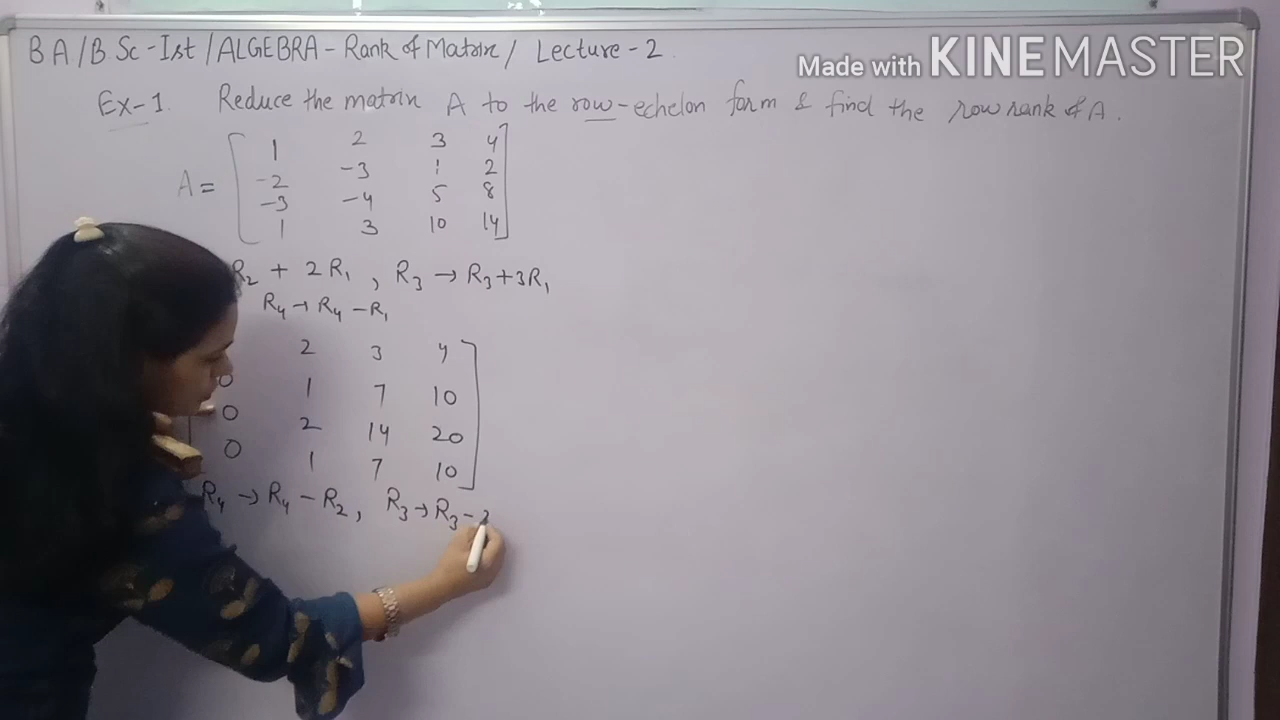 BA/B Sc-Ist/ALGEBRA-Rank of Matrix/ Lecture-2
Made with KINEMASTER
Ex-1. Reduce the matrix A to the row-echelon form & find the row rank of A.
A = [ 1 2 3 4 ]
-2 -3 1 2
-3 -4 5 8
1 3 10 14
R2 + 2R1, R3 → R3+3R1
R4 → R4 -R1
2 3 4
0 1 7 10
0 2 14 20
0 1 7 10
R4 → R4 - R2, R3 → R3 -